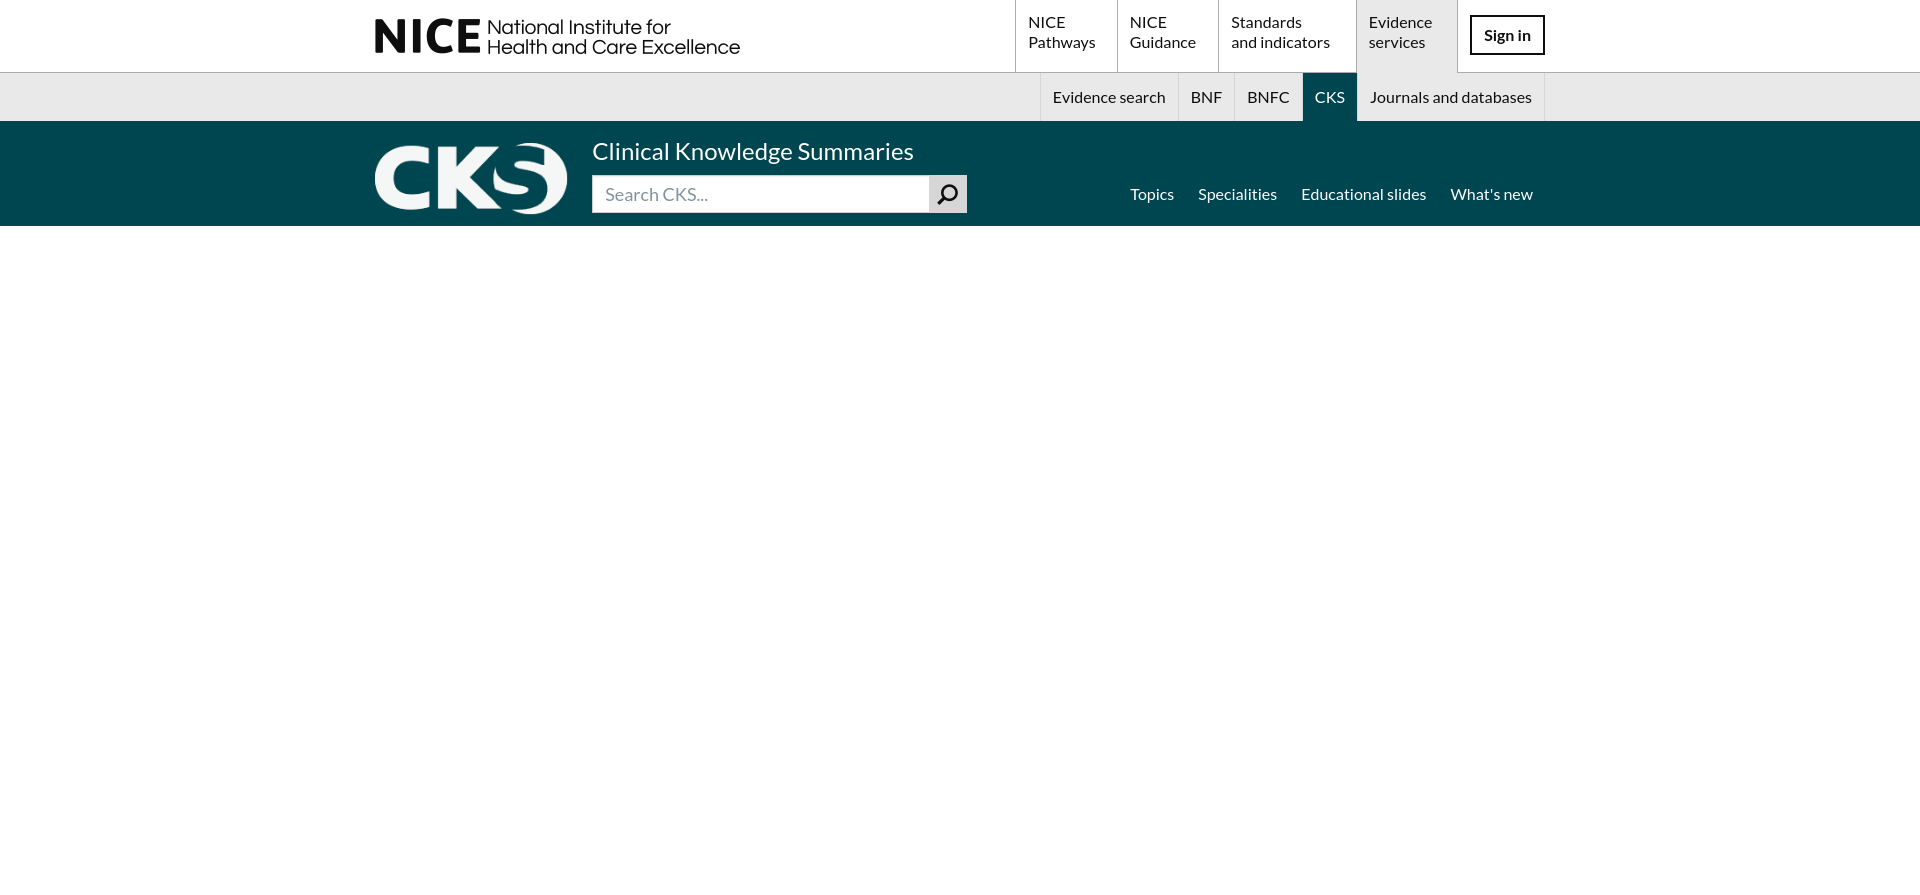 NICE National Institute for
Health and Care Excellence
NICE
Pathways
NICE
Guidance
Standards
and indicators
Evidence
services
Sign in
Evidence search
BNF
BNFC
CKS
Journals and databases
CKS
Clinical Knowledge Summaries
Search CKS...
Topics
Specialities
Educational slides
What's new